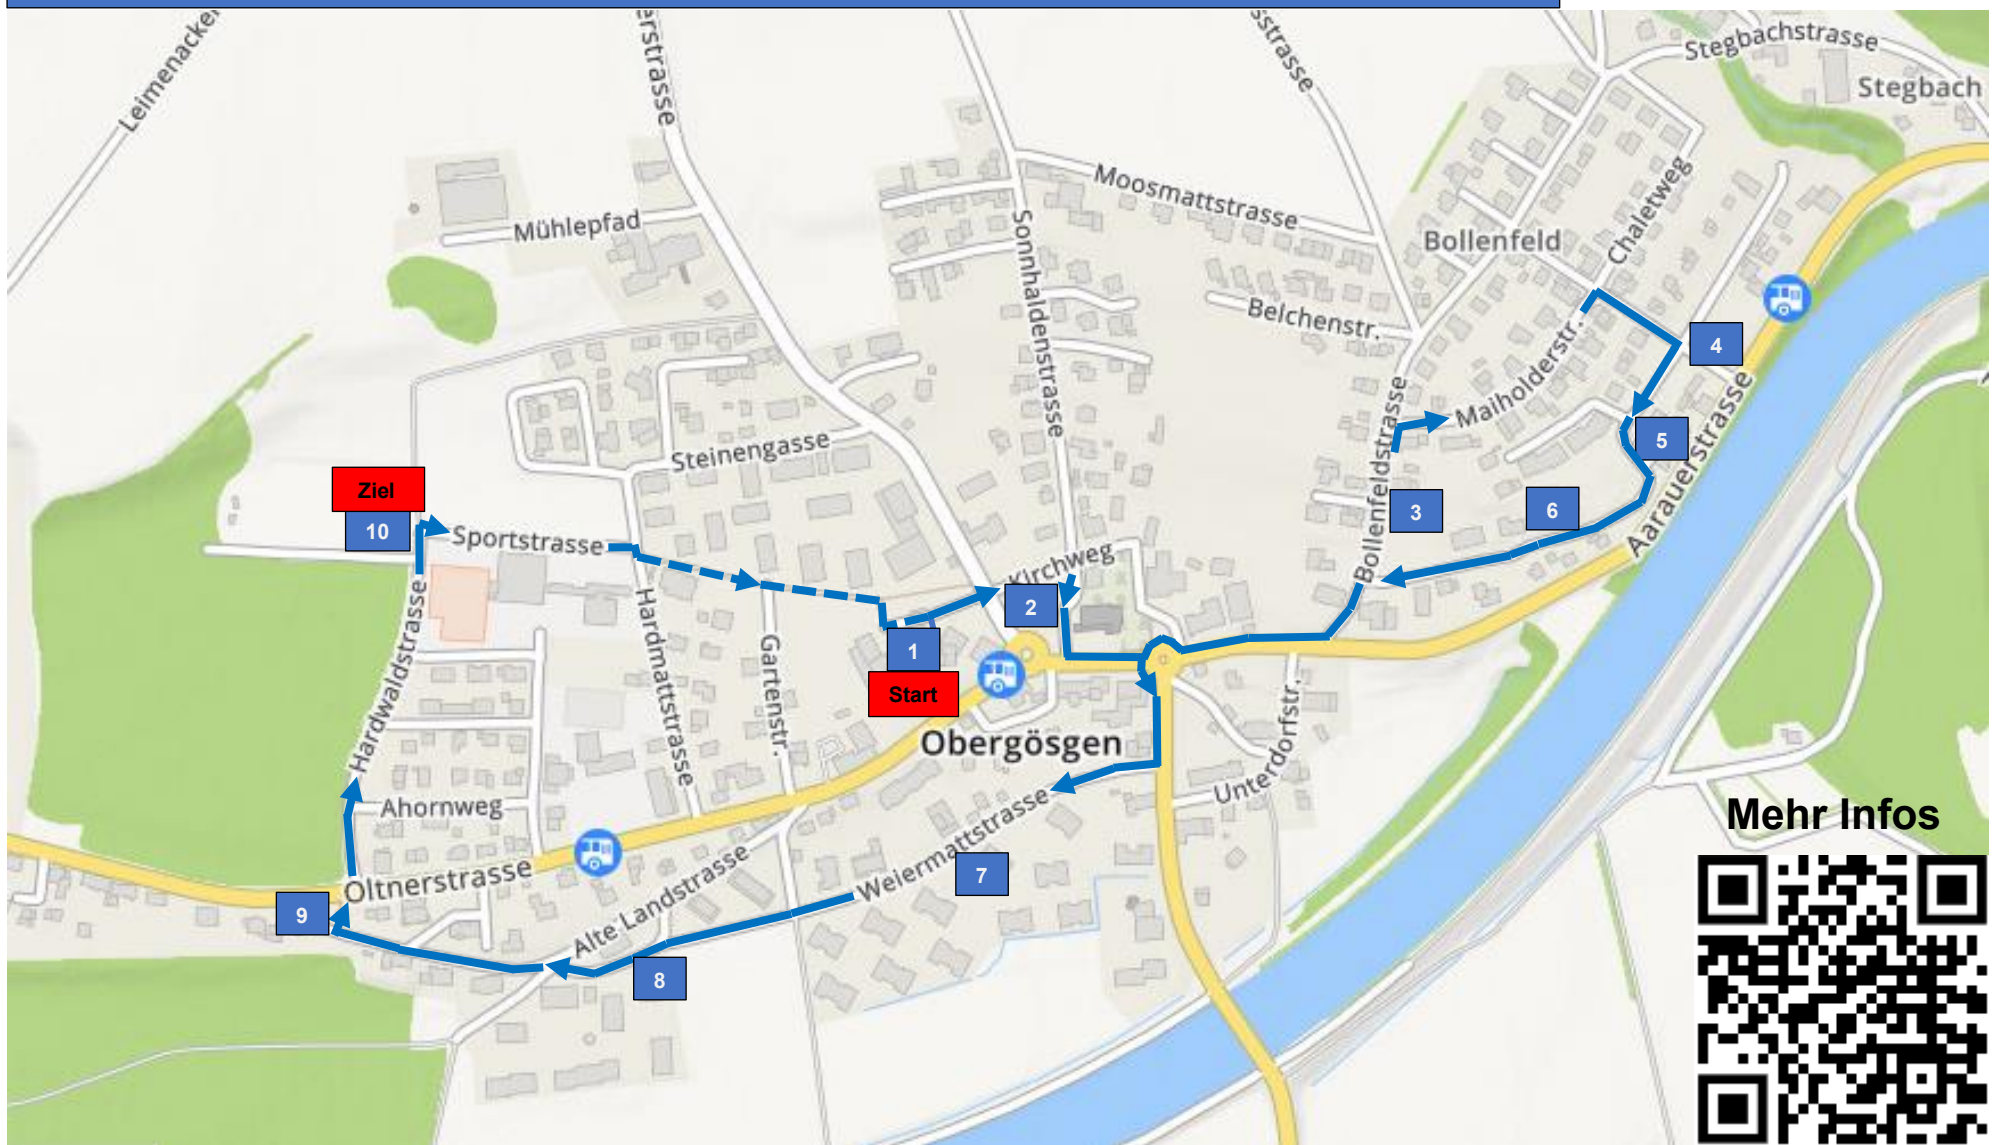 Leimenacker
erstrasse
sstrasse
Stegbachstrasse
Stegbach
Mühlepfad
Moosmattstrasse
Sonnhaldenstrasse
Bollenfeld
Chaletweg
Belchenstr.
Maiholderstr.
4
Steinengasse
Bollenfeldstrasse
5
Aarauerstrasse
Ziel
10
Sportstrasse
3
6
Kirchweg
2
Hardwaldstrasse
Hardmattstrasse
Gartenstr.
1
Start
Obergösgen
Unterdorfstr.
Ahornweg
Weiermattstrasse
Mehr Infos
Oltnerstrasse
Alte Landstrasse
7
9
8